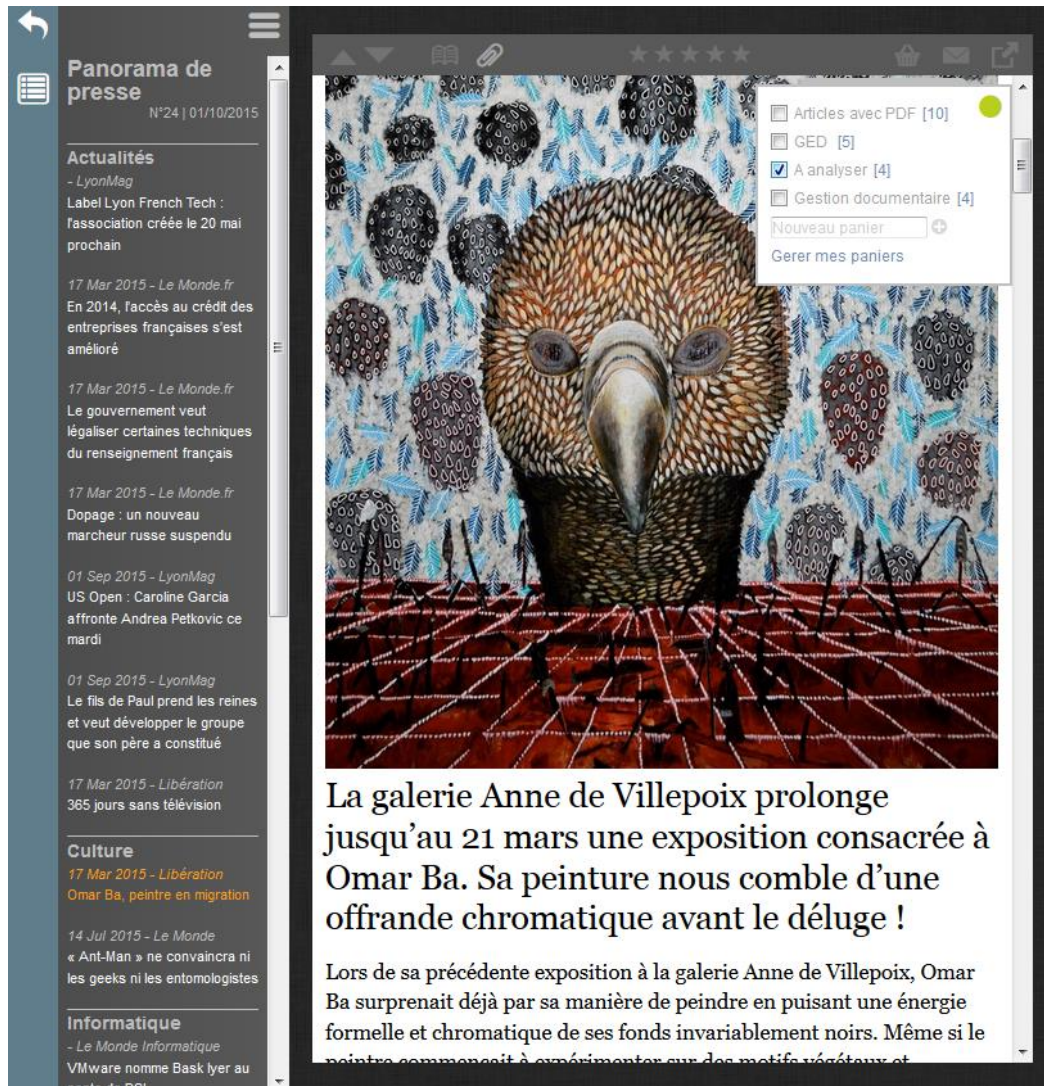 Panorama de
presse
N°24 | 01/10/2015
Actualités
- LyonMag
Label Lyon French Tech :
l'association créée le 20 mai
prochain
17 Mar 2015 - Le Monde.fr
En 2014, l'accès au crédit des
entreprises françaises s'est
amélioré
17 Mar 2015 - Le Monde.fr
Le gouvernement veut
légaliser certaines techniques
du renseignement français
17 Mar 2015 - Le Monde.fr
Dopage : un nouveau
marcheur russe suspendu
01 Sep 2015 - LyonMag
US Open : Caroline Garcia
affronte Andrea Petkovic ce
mardi
01 Sep 2015 - LyonMag
Le fils de Paul prend les reines
et veut développer le groupe
que son père a constitué
17 Mar 2015 - Libération
365 jours sans télévision
Culture
17 Mar 2015 - Libération
Omar Ba, peintre en migration
14 Jul 2015 - Le Monde
« Ant-Man » ne convaincra ni
les geeks ni les entomologistes
Informatique
- Le Monde Informatique
VMware nomme Bask Iyer au
Articles avec PDF [10]
GED [5]
A analyser [4]
Gestion documentaire [4]
Nouveau panier
Gerer mes paniers
La galerie Anne de Villepoix prolonge
jusqu'au 21 mars une exposition consacrée à
Omar Ba. Sa peinture nous comble d'une
offrande chromatique avant le déluge !
Lors de sa précédente exposition à la galerie Anne de Villepoix, Omar
Ba surprenait déjà par sa manière de peindre en puisant une énergie
formelle et chromatique de ses fonds invariablement noirs. Même si le
peintre commençait à expérimenter sur des motifs végétaux et